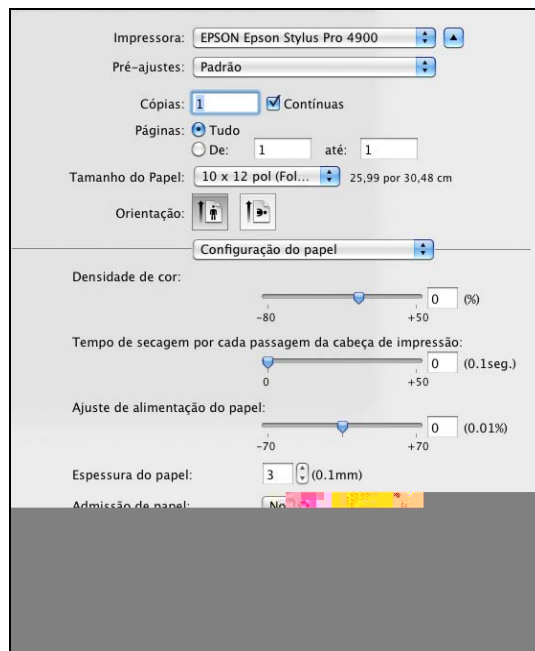 Impressora: EPSON Epson Stylus Pro 4900
Pré-ajustes: Padrão
Cópias: 1 Contínuas
Páginas: Tudo
De: 1 até: 1
Tamanho do Papel: 10 x 12 pol (Fol... 25,99 por 30,48 cm
Orientação:
Configuração do papel
Densidade de cor:
0 (%)
-80 +50
Tempo de secagem por cada passagem da cabeça de impressão:
0 (0.1seg.)
0 +50
Ajuste de alimentação do papel:
0 (0.01%)
-70 +70
Espessura do papel: 3 (0.1mm)
Admissão de papel: